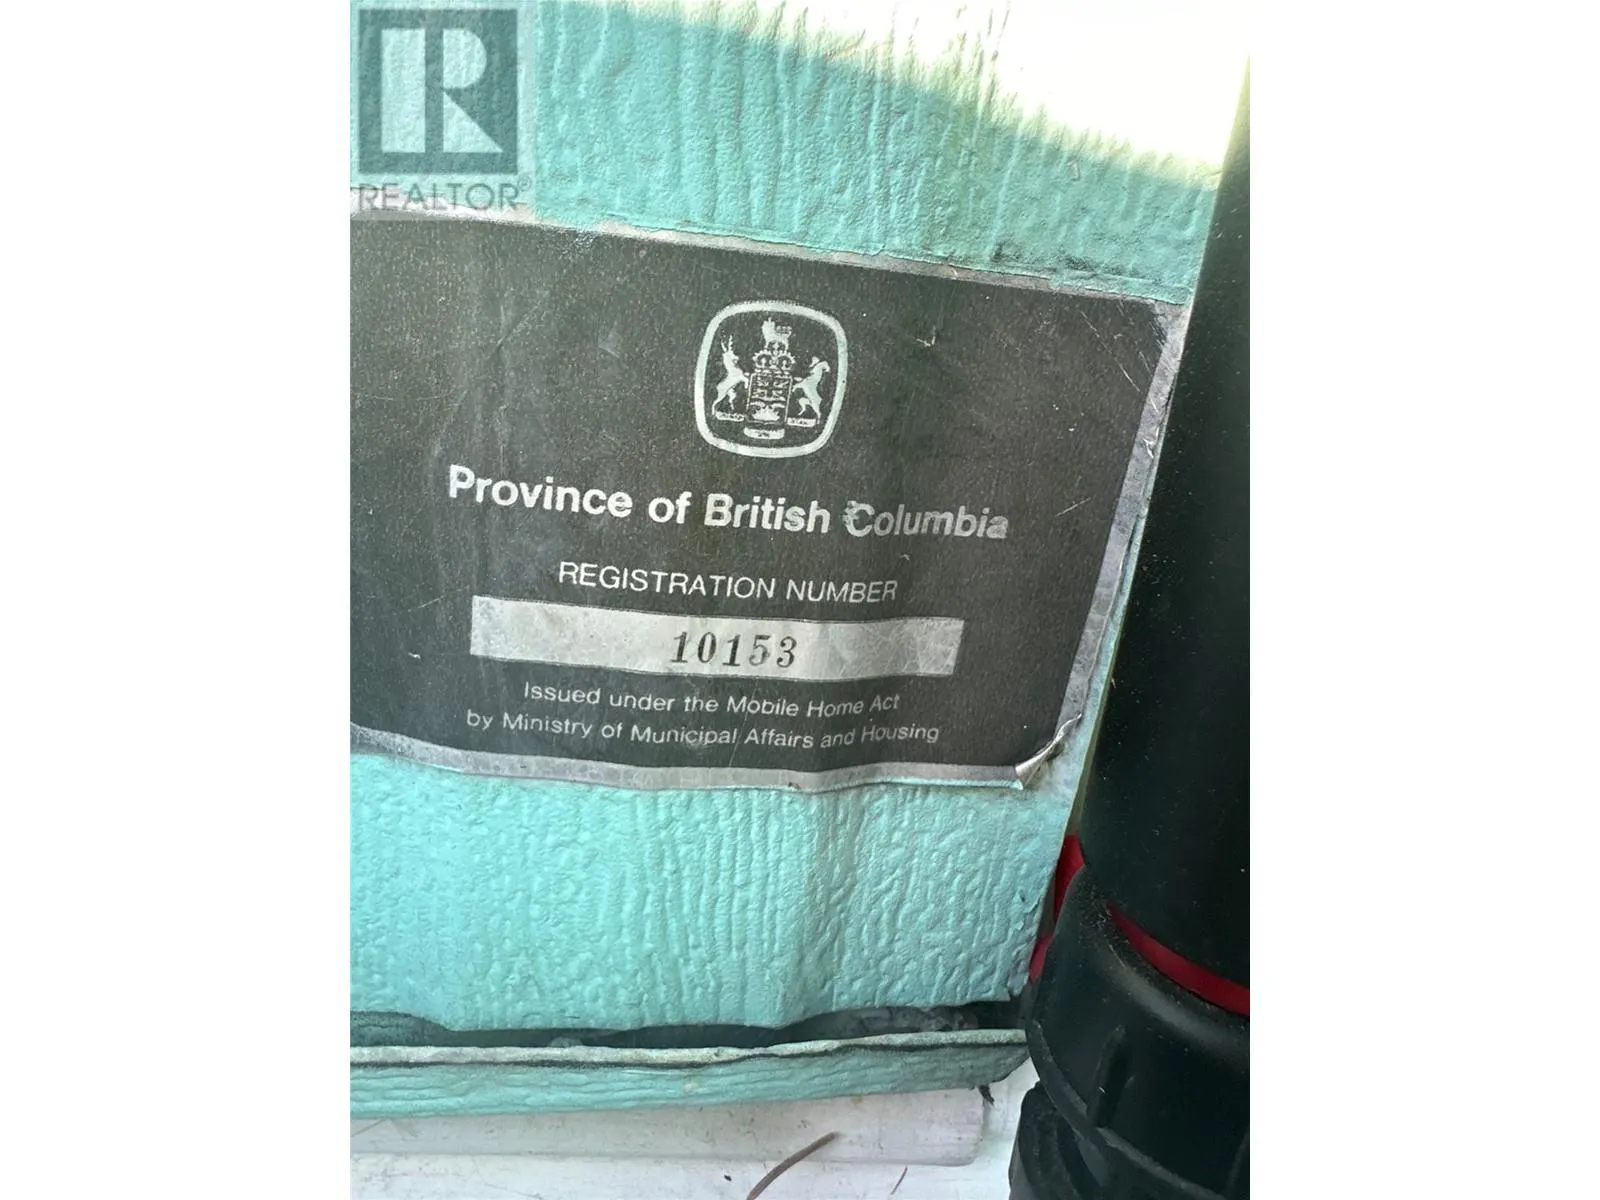 REALTOR®
Province of British Columbia
REGISTRATION NUMBER
10153
Issued under the Mobile Home Act
by Ministry of Municipal Affairs and Housing